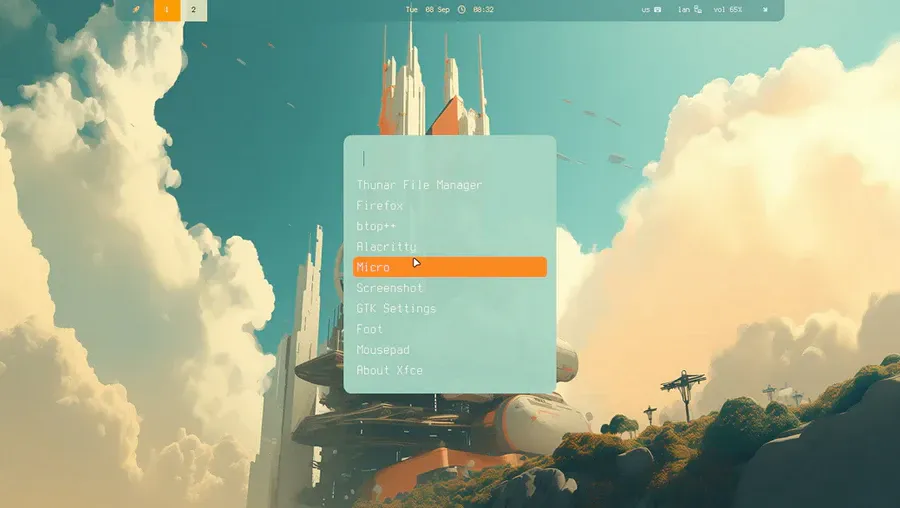 1 2 Tue 08 Sep 08:32 us lan vol 65%
Thunar File Manager
Firefox
btop++
Alacritty
Micro
Screenshot
GTK Settings
Foot
Mousepad
About Xfce